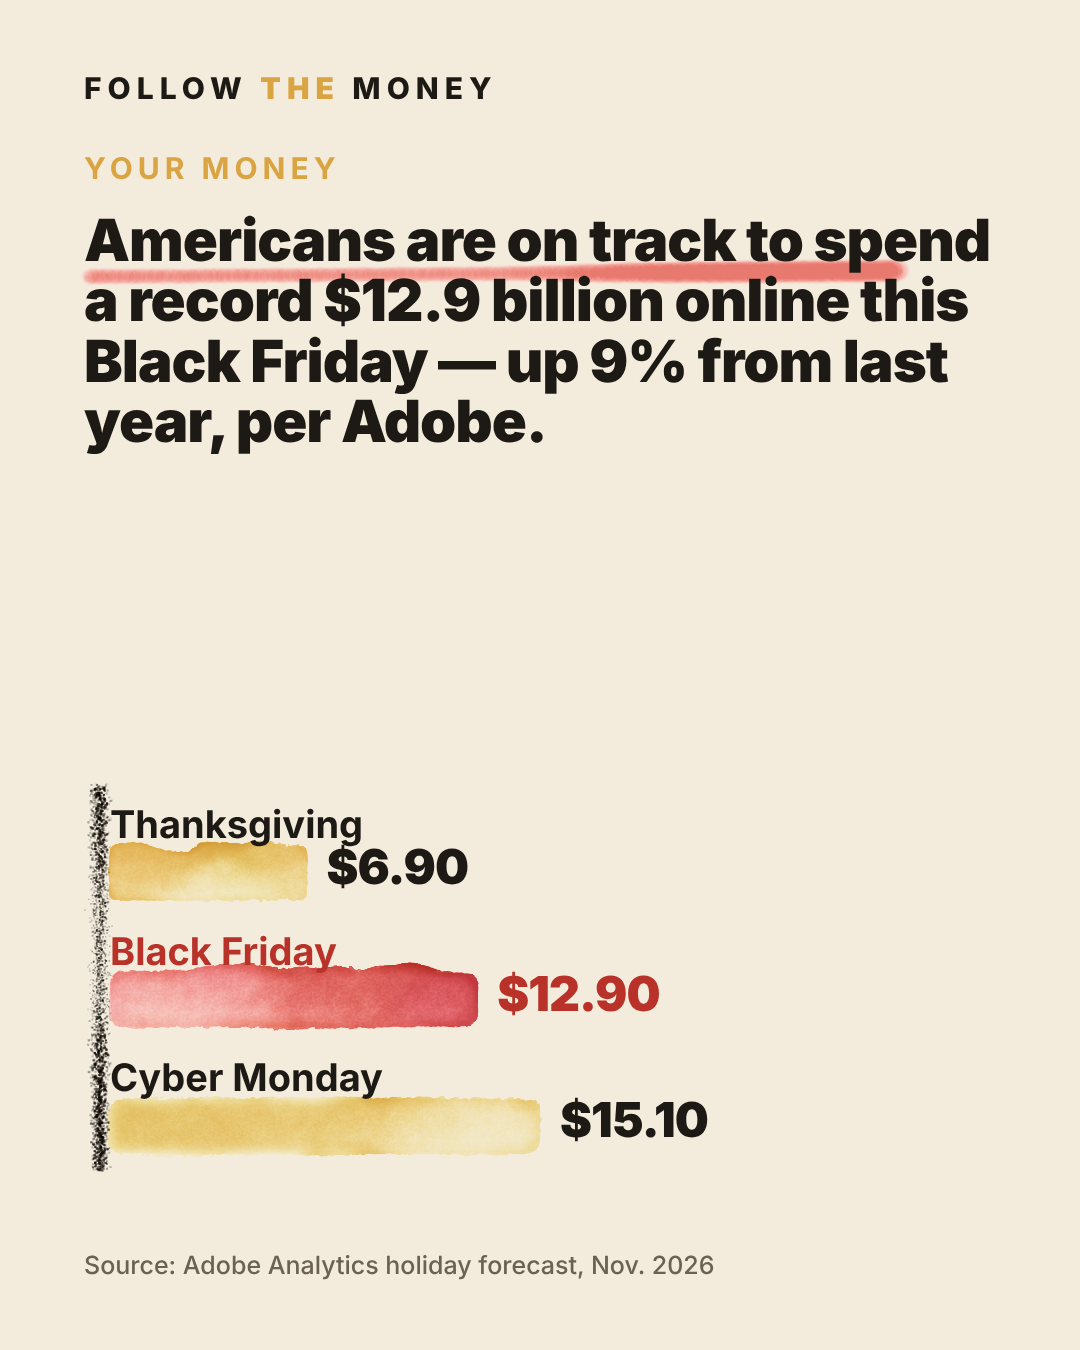 FOLLOW THE MONEY
YOUR MONEY
Americans are on track to spend
a record $12.9 billion online this
Black Friday — up 9% from last
year, per Adobe.
Thanksgiving
$6.90
Black Friday
$12.90
Cyber Monday
$15.10
Source: Adobe Analytics holiday forecast, Nov. 2026